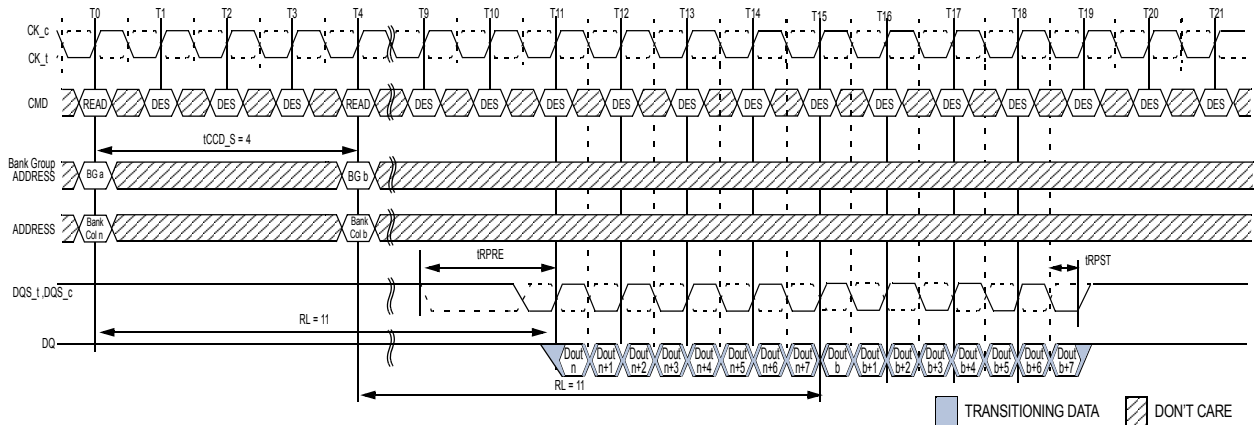 T0 T1 T2 T3 T4 T9 T10 T11 T12 T13 T14 T15 T16 T17 T18 T19 T20 T21
CK_c
CK_t
CMD READ DES DES DES READ DES DES DES DES DES DES DES DES DES DES DES DES DES
tCCD_S = 4
Bank Group
ADDRESS BG a BG b
ADDRESS Bank
Col n Bank
Col b
tRPRE tRPST
DQS_t ,DQS_c
RL = 11
DQ Dout
n Dout
n+1 Dout
n+2 Dout
n+3 Dout
n+4 Dout
n+5 Dout
n+6 Dout
n+7 Dout
b Dout
b+1 Dout
b+2 Dout
b+3 Dout
b+4 Dout
b+5 Dout
b+6 Dout
b+7
RL = 11
TRANSITIONING DATA DON'T CARE